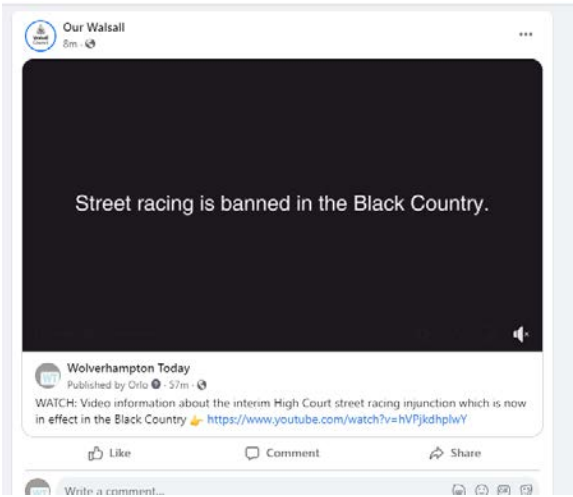 Our Walsall
8m ·
Street racing is banned in the Black Country.
Wolverhampton Today
Published by Orlo · 57m ·
WATCH: Video information about the interim High Court street racing injunction which is now
in effect in the Black Country 👉 https://www.youtube.com/watch?v=hVPjkdhplwY
Like
Comment
Share
WT
Write a comment...